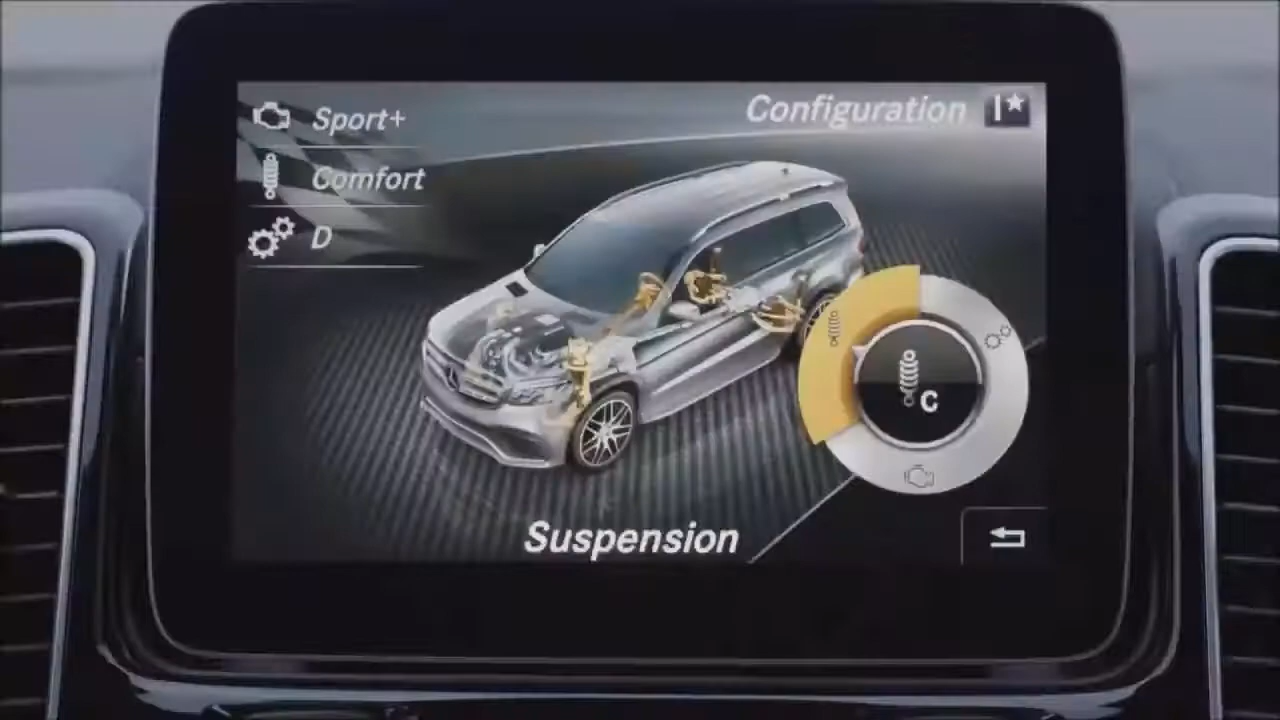 Sport+
Configuration I★
Comfort
D
C
Suspension